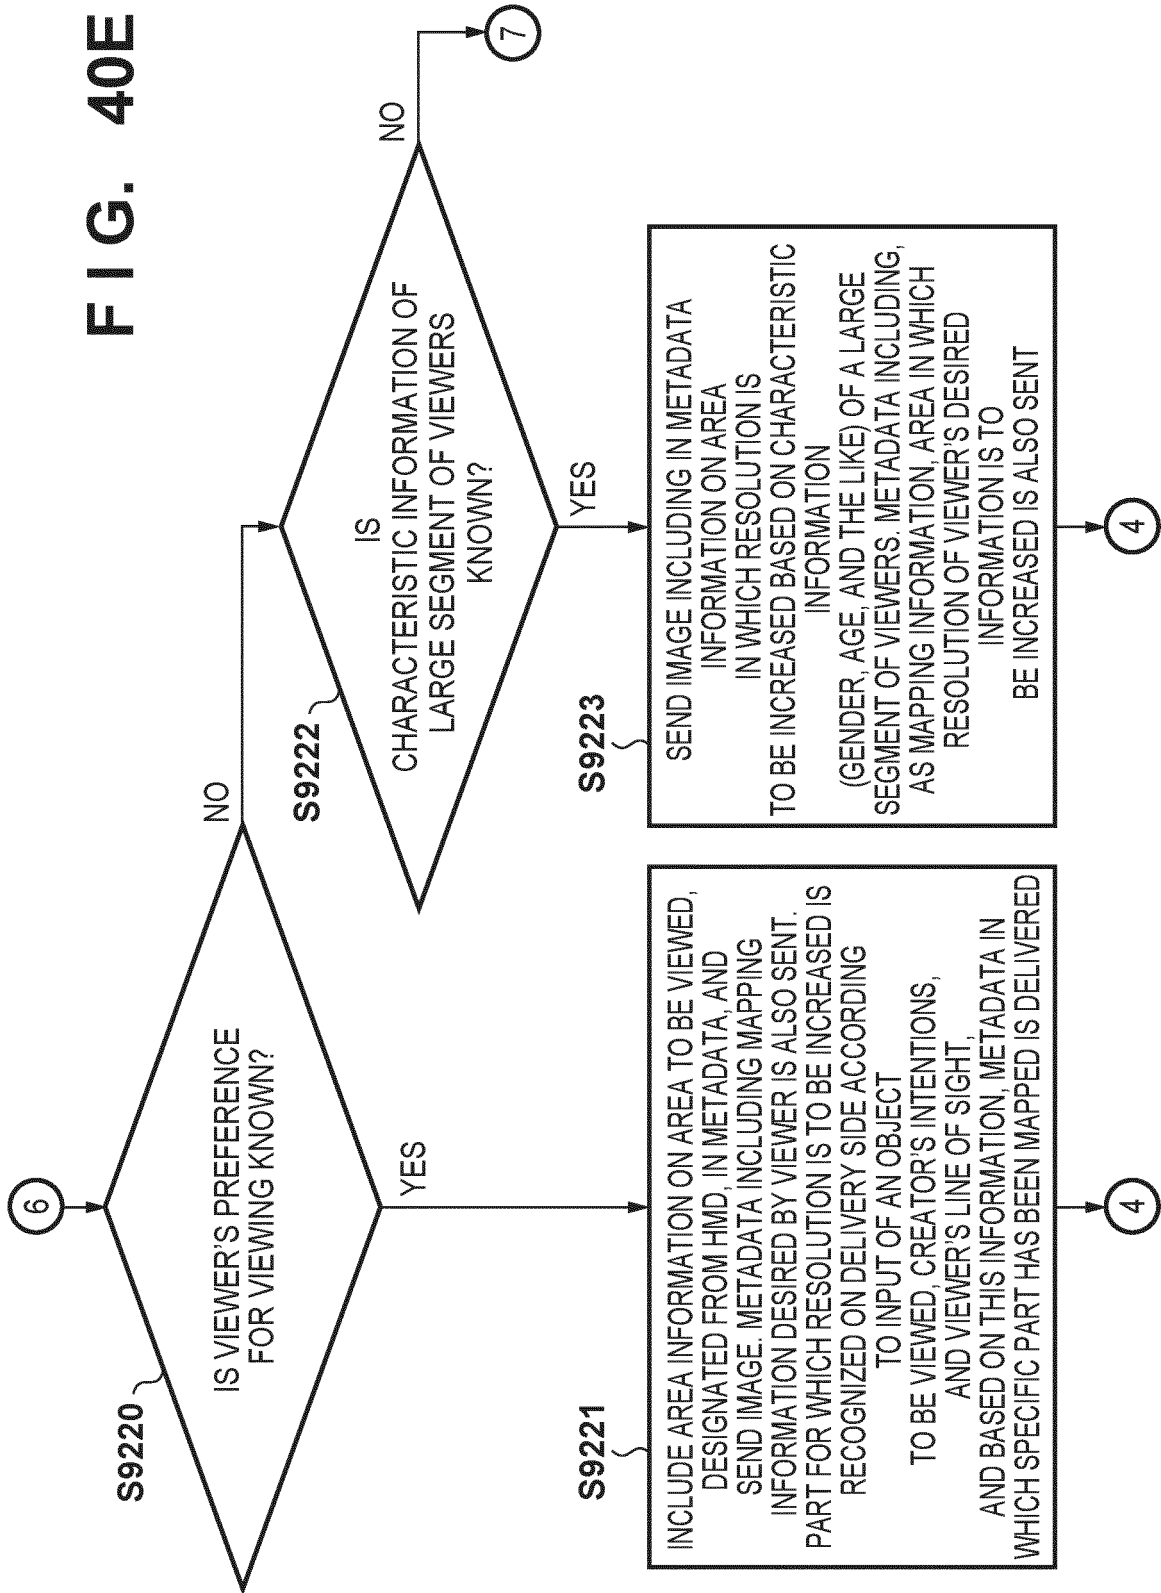 FIG. 40E
6
S9220
IS VIEWER'S PREFERENCE
FOR VIEWING KNOWN?
NO
YES
S9221
INCLUDE AREA INFORMATION ON AREA TO BE VIEWED,
DESIGNATED FROM HMD, IN METADATA, AND
SEND IMAGE. METADATA INCLUDING MAPPING
INFORMATION DESIRED BY VIEWER IS ALSO SENT.
PART FOR WHICH RESOLUTION IS TO BE INCREASED IS
RECOGNIZED ON DELIVERY SIDE ACCORDING
TO INPUT OF AN OBJECT
TO BE VIEWED, CREATOR'S INTENTIONS,
AND VIEWER'S LINE OF SIGHT,
AND BASED ON THIS INFORMATION, METADATA IN
WHICH SPECIFIC PART HAS BEEN MAPPED IS DELIVERED
4
S9222
IS
CHARACTERISTIC INFORMATION OF
LARGE SEGMENT OF VIEWERS
KNOWN?
NO
7
YES
S9223
SEND IMAGE INCLUDING IN METADATA
INFORMATION ON AREA
IN WHICH RESOLUTION IS
TO BE INCREASED BASED ON CHARACTERISTIC
INFORMATION
(GENDER, AGE, AND THE LIKE) OF A LARGE
SEGMENT OF VIEWERS. METADATA INCLUDING,
AS MAPPING INFORMATION, AREA IN WHICH
RESOLUTION OF VIEWER'S DESIRED
INFORMATION IS TO
BE INCREASED IS ALSO SENT
4